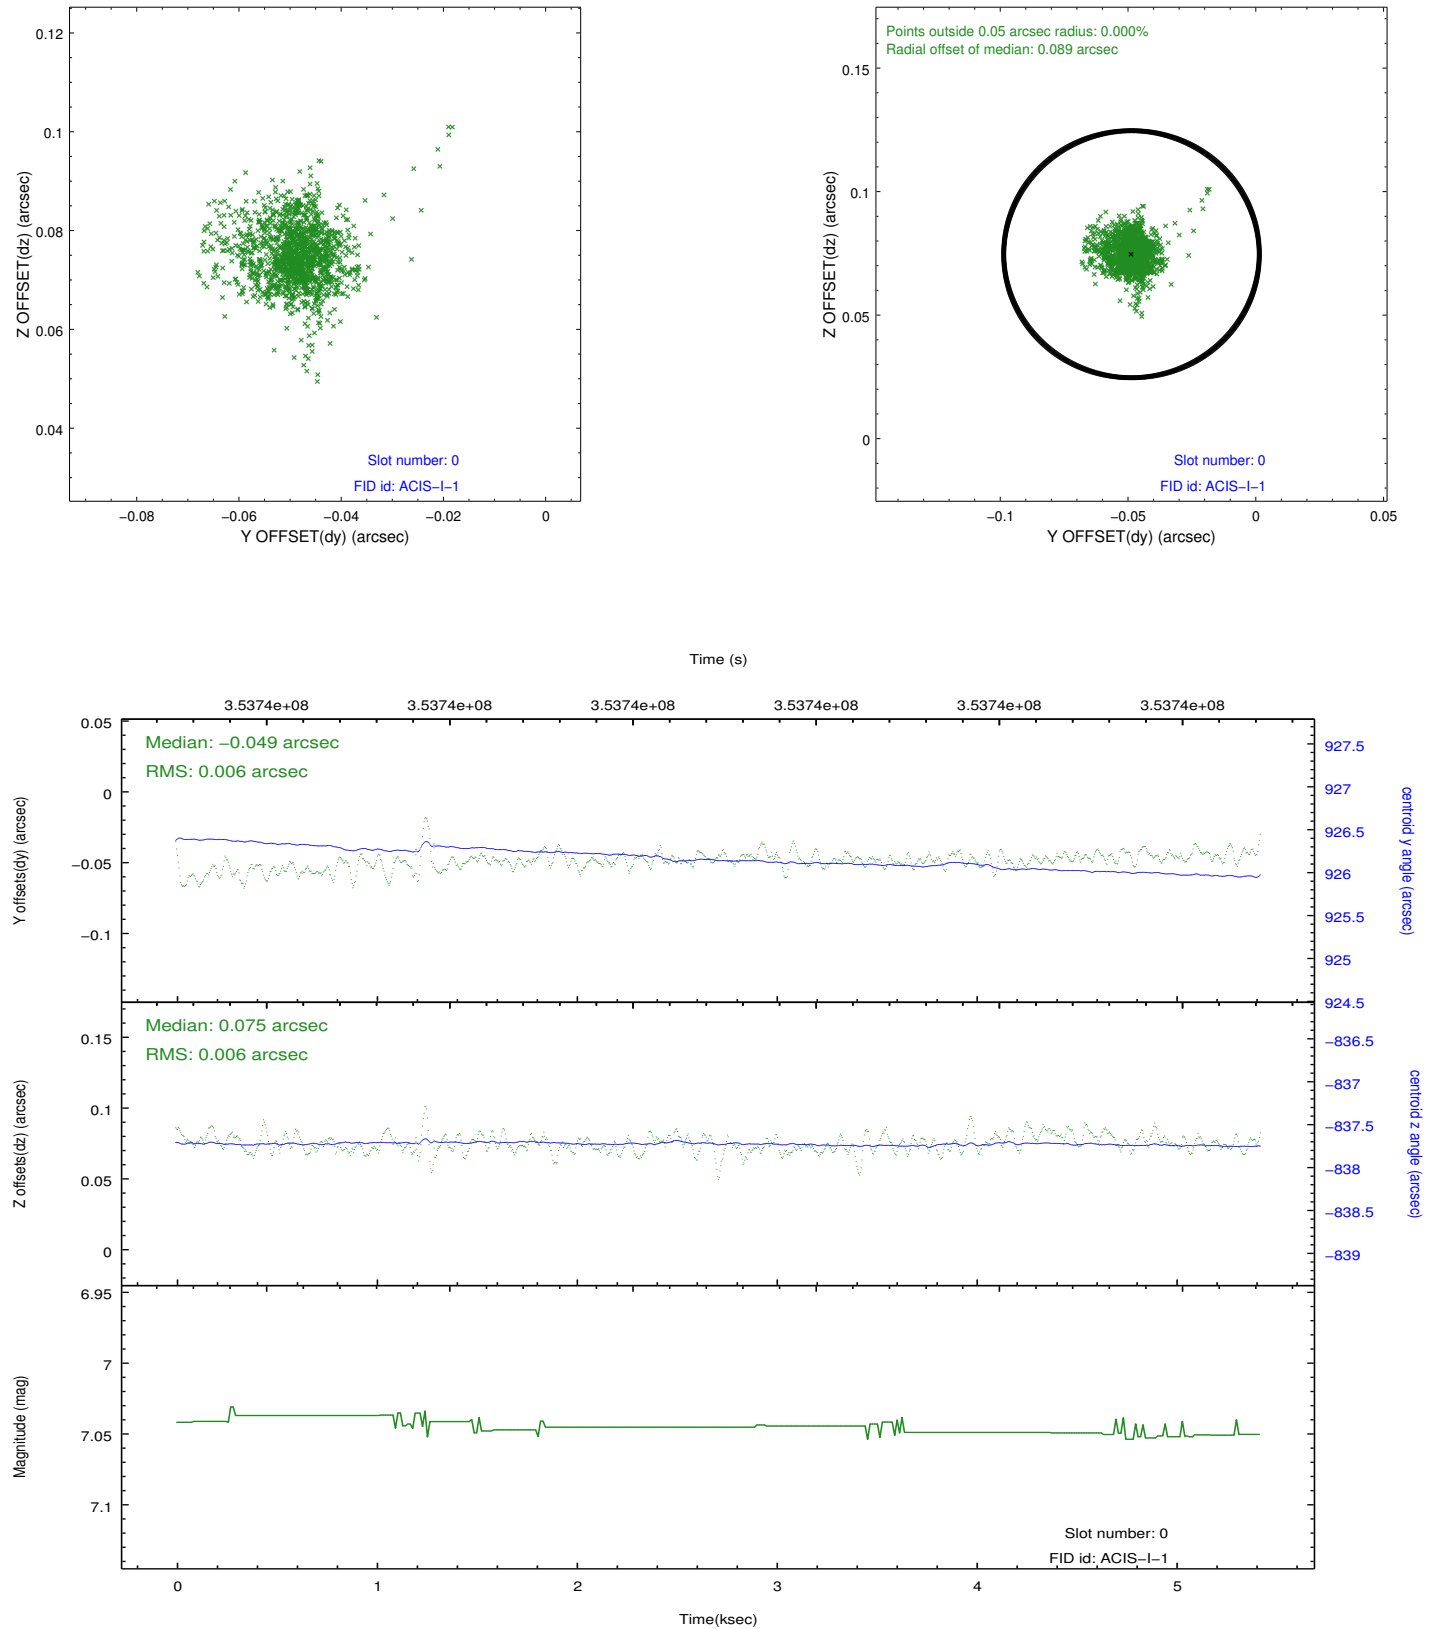 0.12
0.1
0.08
0.06
0.04
Z OFFSET(dz) (arcsec)
Slot number: 0
FID id: ACIS−I−1
−0.08
−0.06
−0.04
−0.02
0
Y OFFSET(dy) (arcsec)
Points outside 0.05 arcsec radius: 0.000%
Radial offset of median: 0.089 arcsec
0.15
0.1
0.05
0
Z OFFSET(dz) (arcsec)
Slot number: 0
FID id: ACIS−I−1
−0.1
−0.05
0
0.05
Y OFFSET(dy) (arcsec)
Time (s)
3.5374e+08
3.5374e+08
3.5374e+08
3.5374e+08
3.5374e+08
3.5374e+08
Median: −0.049 arcsec
RMS: 0.006 arcsec
0.05
0
−0.05
−0.1
Y offsets(dy) (arcsec)
927.5
927
926.5
926
925.5
925
924.5
centroid y angle (arcsec)
Median: 0.075 arcsec
RMS: 0.006 arcsec
0.15
0.1
0.05
0
Z offsets(dz) (arcsec)
−836.5
−837
−837.5
−838
−838.5
−839
centroid z angle (arcsec)
6.95
7
7.05
7.1
Magnitude (mag)
Slot number: 0
FID id: ACIS−I−1
0
1
2
3
4
5
Time(ksec)